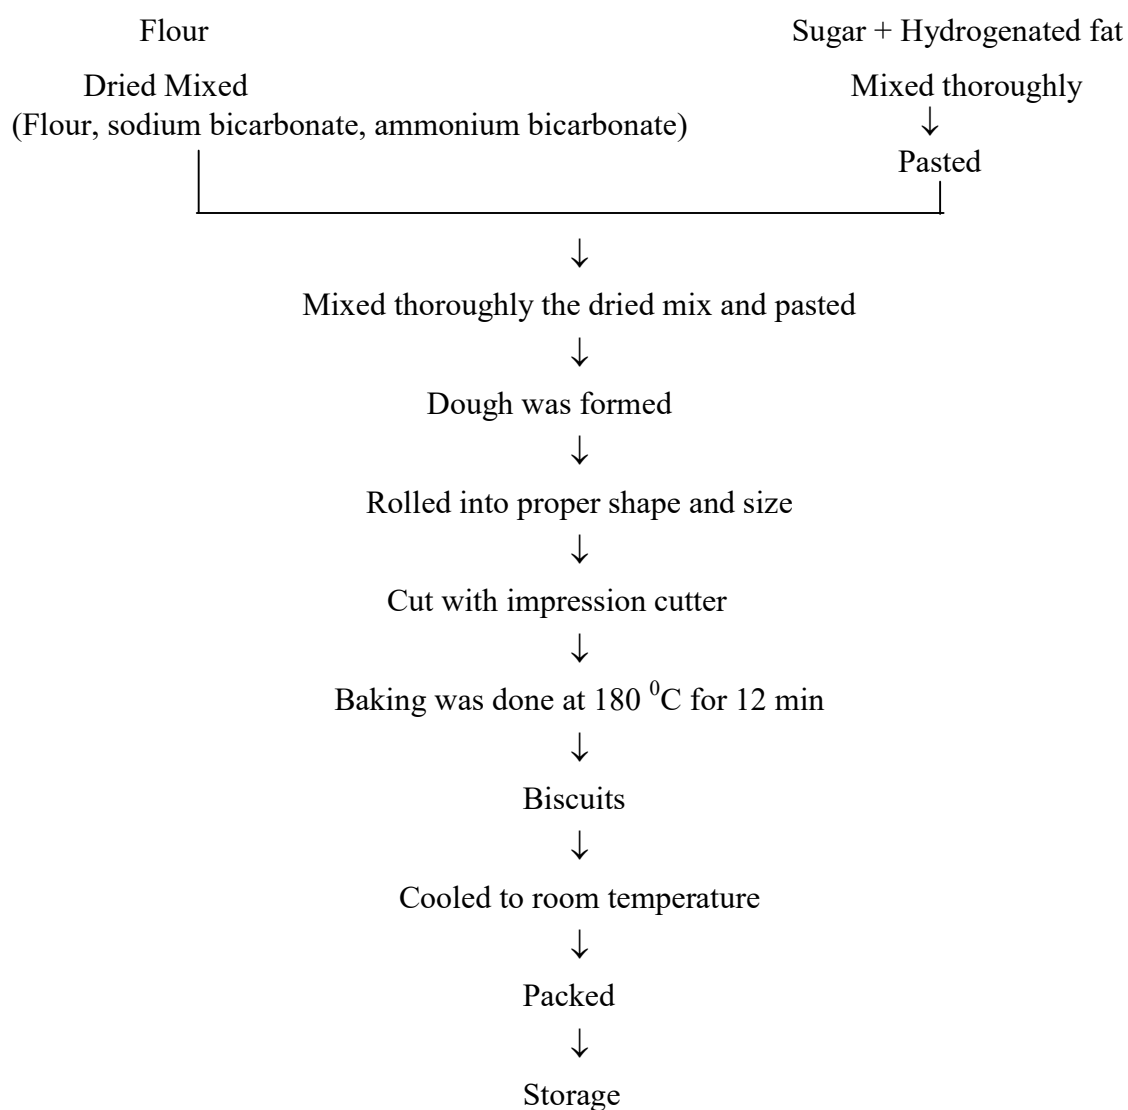 Flour
Sugar + Hydrogenated fat
Dried Mixed
Mixed thoroughly
(Flour, sodium bicarbonate, ammonium bicarbonate)
↓
Pasted
↓
Mixed thoroughly the dried mix and pasted
↓
Dough was formed
↓
Rolled into proper shape and size
↓
Cut with impression cutter
↓
Baking was done at 180 ⁰C for 12 min
↓
Biscuits
↓
Cooled to room temperature
↓
Packed
↓
Storage